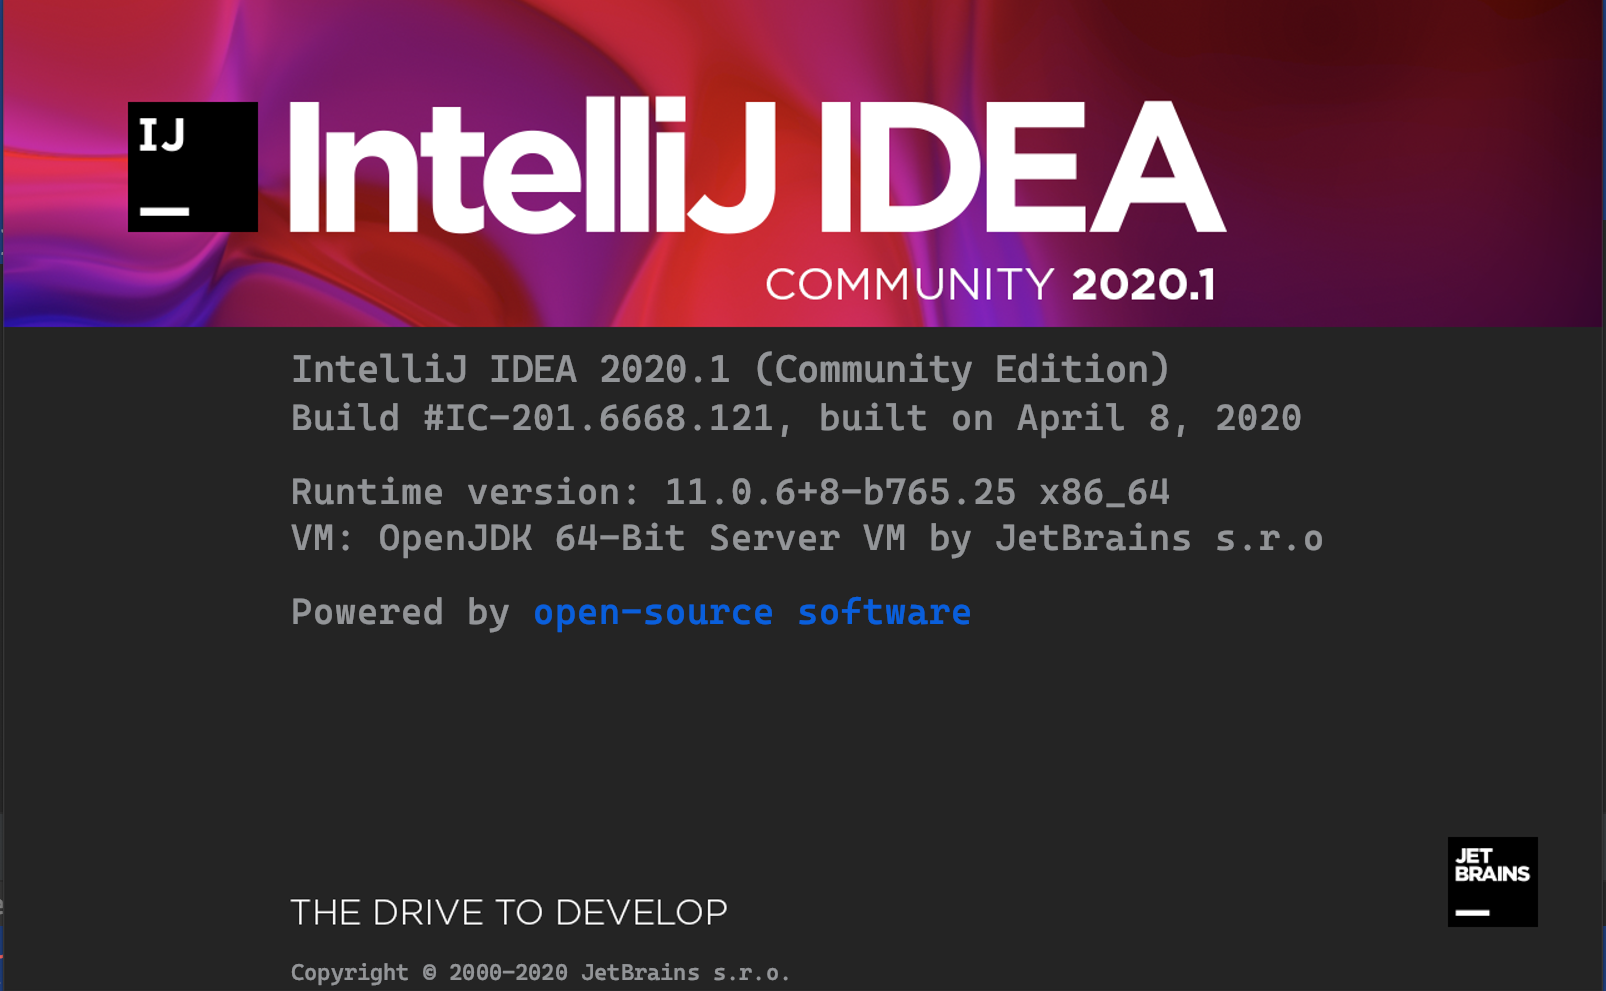 IJ
IntelliJ IDEA
COMMUNITY 2020.1
IntelliJ IDEA 2020.1 (Community Edition)
Build #IC-201.6668.121, built on April 8, 2020
Runtime version: 11.0.6+8-b765.25 x86_64
VM: OpenJDK 64-Bit Server VM by JetBrains s.r.o
Powered by open-source software
JET
BRAINS
THE DRIVE TO DEVELOP
Copyright © 2000-2020 JetBrains s.r.o.